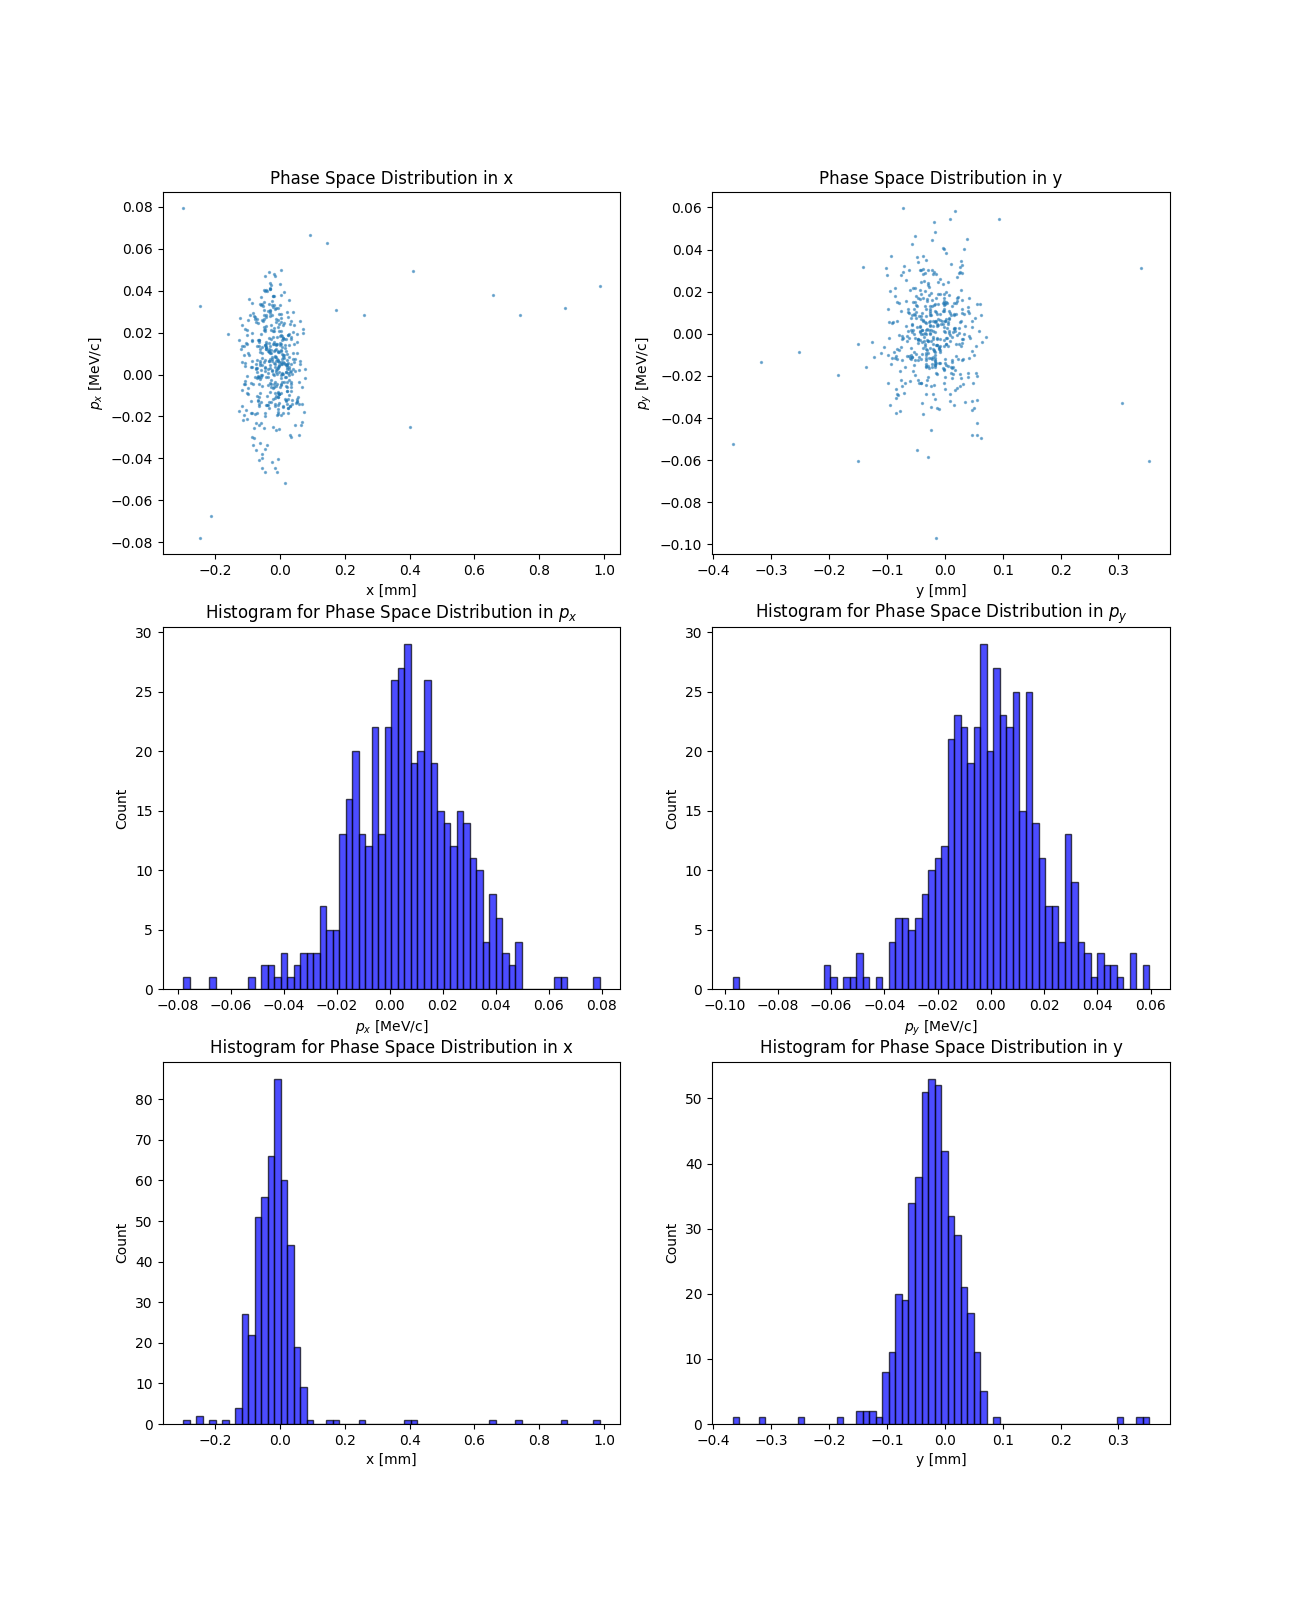 Phase Space Distribution in x
0.08
0.06
0.04
0.02
0.00
−0.02
−0.04
−0.06
−0.08
p_x [MeV/c]
−0.2 0.0 0.2 0.4 0.6 0.8 1.0
x [mm]
Phase Space Distribution in y
0.06
0.04
0.02
0.00
−0.02
−0.04
−0.06
−0.08
−0.10
p_y [MeV/c]
−0.4 −0.3 −0.2 −0.1 0.0 0.1 0.2 0.3
y [mm]
Histogram for Phase Space Distribution in p_x
30
25
20
15
10
5
0
Count
−0.08 −0.06 −0.04 −0.02 0.00 0.02 0.04 0.06 0.08
p_x [MeV/c]
Histogram for Phase Space Distribution in p_y
30
25
20
15
10
5
0
Count
−0.10 −0.08 −0.06 −0.04 −0.02 0.00 0.02 0.04 0.06
p_y [MeV/c]
Histogram for Phase Space Distribution in x
80
70
60
50
40
30
20
10
0
Count
−0.2 0.0 0.2 0.4 0.6 0.8 1.0
x [mm]
Histogram for Phase Space Distribution in y
50
40
30
20
10
0
Count
−0.4 −0.3 −0.2 −0.1 0.0 0.1 0.2 0.3
y [mm]